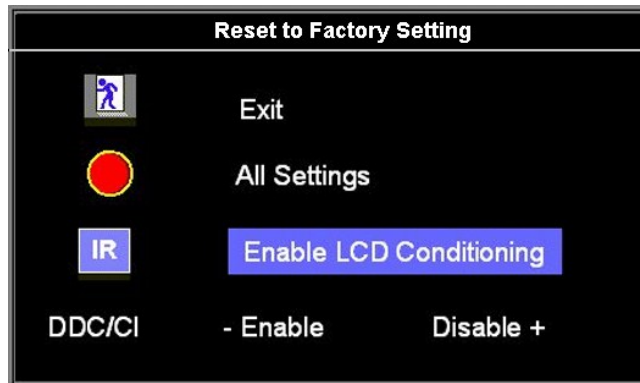 Reset to Factory Setting
Exit
All Settings
IR Enable LCD Conditioning
DDC/CI - Enable Disable +